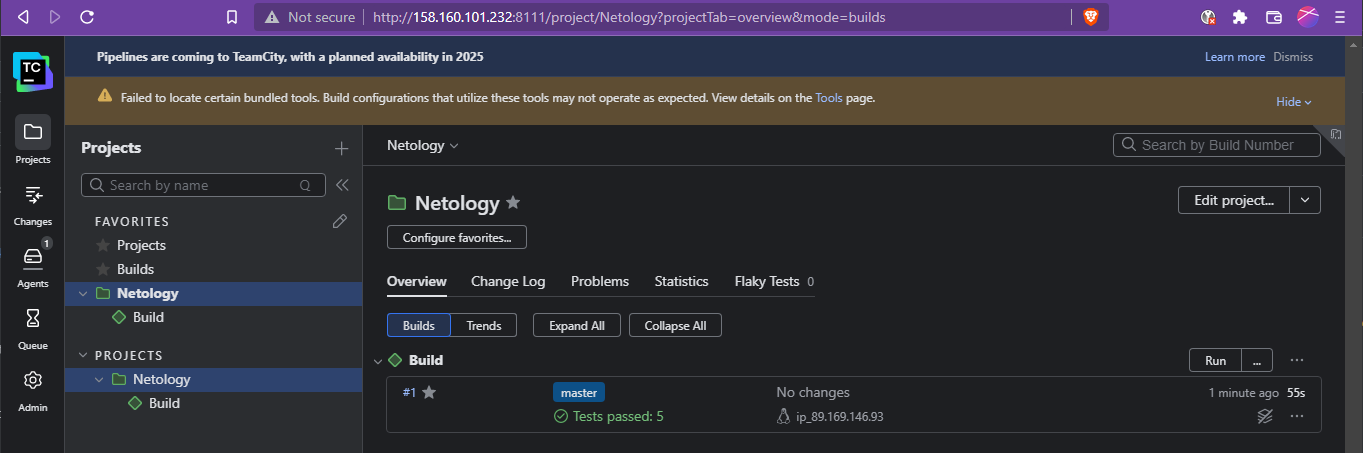 Not secure http://158.160.101.232:8111/project/Netology?projectTab=overview&mode=builds
TC
Pipelines are coming to TeamCity, with a planned availability in 2025
Learn more Dismiss
Failed to locate certain bundled tools. Build configurations that utilize these tools may not operate as expected. View details on the Tools page.
Hide
Projects
Changes
1
Agents
Queue
Admin
Projects
Search by name
FAVORITES
Projects
Builds
Netology
Build
PROJECTS
Netology
Build
Netology
Search by Build Number
Netology
Edit project...
Configure favorites...
Overview Change Log Problems Statistics Flaky Tests 0
Builds Trends Expand All Collapse All
Build
Run ...
#1 master No changes 1 minute ago 55s
Tests passed: 5 ip_89.169.146.93